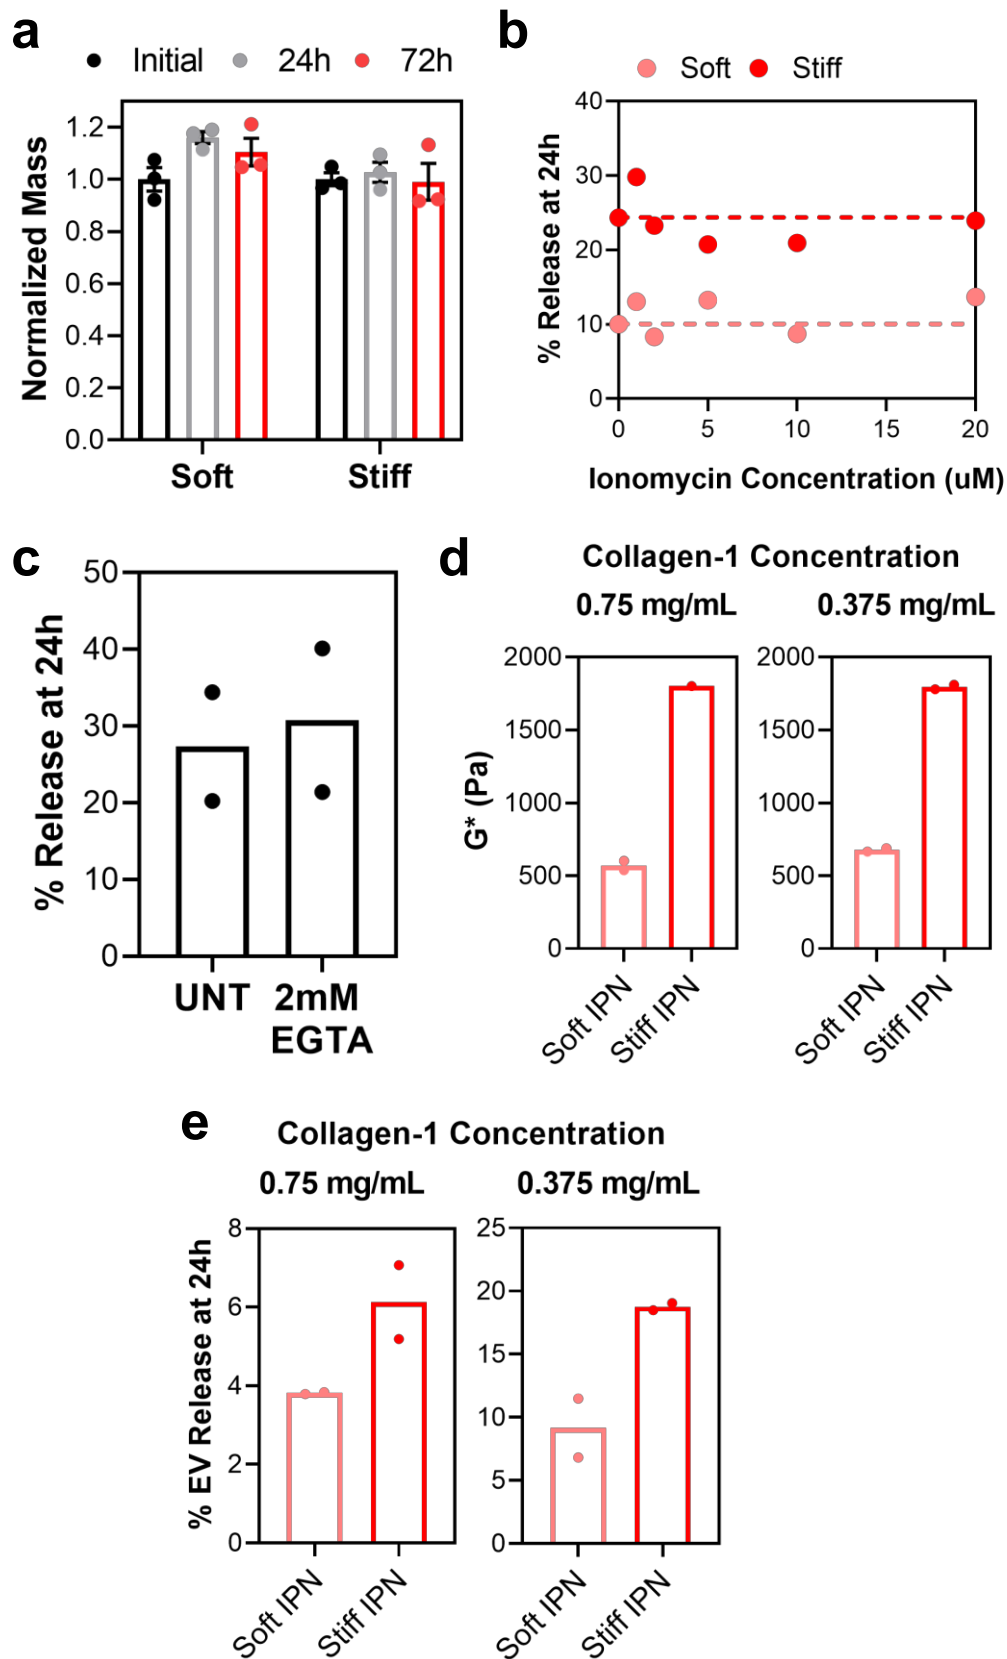 a
Initial 24h 72h
Normalized Mass
1.2
1.0
0.8
0.6
0.4
0.2
0.0
Soft Stiff
b
Soft Stiff
% Release at 24h
40
30
20
10
0
0 5 10 15 20
Ionomycin Concentration (uM)
c
% Release at 24h
50
40
30
20
10
0
UNT 2mM
EGTA
d
Collagen-1 Concentration
0.75 mg/mL 0.375 mg/mL
G* (Pa)
2000
1500
1000
500
0
Soft IPN Stiff IPN
2000
1500
1000
500
0
Soft IPN Stiff IPN
e
Collagen-1 Concentration
0.75 mg/mL 0.375 mg/mL
% EV Release at 24h
8
6
4
2
0
Soft IPN Stiff IPN
25
20
15
10
5
0
Soft IPN Stiff IPN